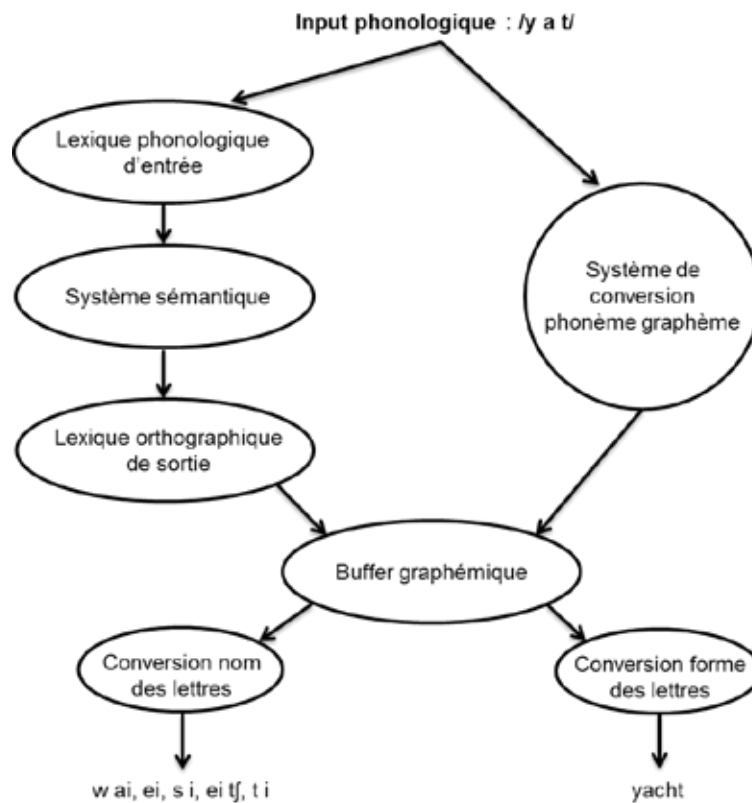 Input phonologique : /y a t/
Lexique phonologique
d'entrée
Système sémantique
Lexique orthographique
de sortie
Système de
conversion
phonème graphème
Buffer graphémique
Conversion nom
des lettres
Conversion forme
des lettres
w ai, ei, s i, ei tʃ, t i
yacht